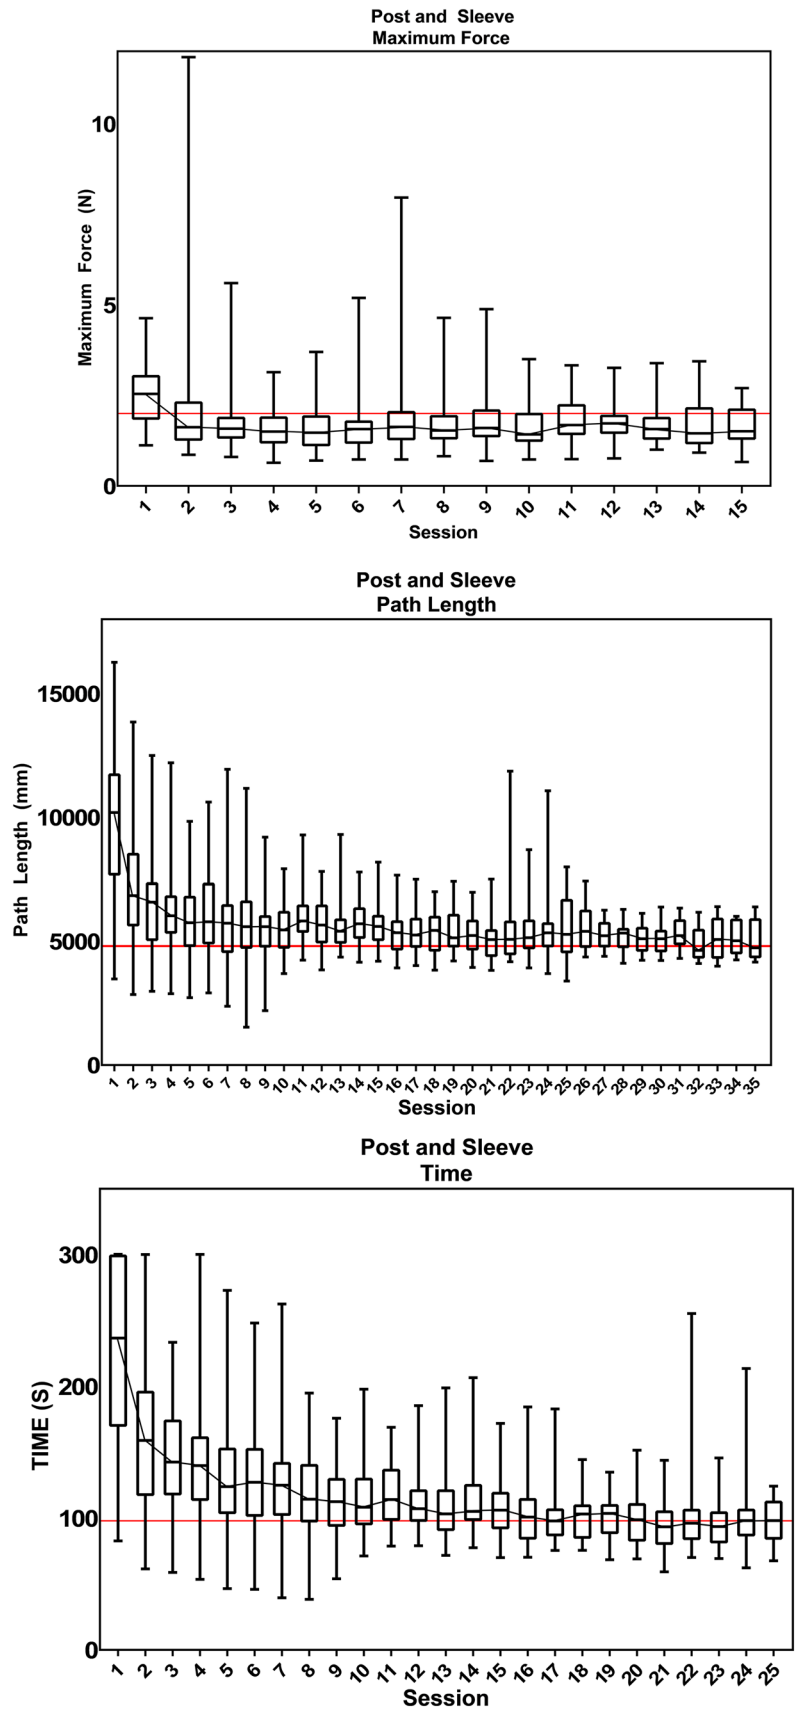 Post and Sleeve
Maximum Force
Maximum Force (N)
10
5
0
1 2 3 4 5 6 7 8 9 10 11 12 13 14 15
Session
Post and Sleeve
Path Length
Path Length (mm)
15000
10000
5000
0
1 2 3 4 5 6 7 8 9 10 11 12 13 14 15 16 17 18 19 20 21 22 23 24 25 26 27 28 29 30 31 32 33 34 35
Session
Post and Sleeve
Time
TIME (S)
300
200
100
0
1 2 3 4 5 6 7 8 9 10 11 12 13 14 15 16 17 18 19 20 21 22 23 24 25
Session